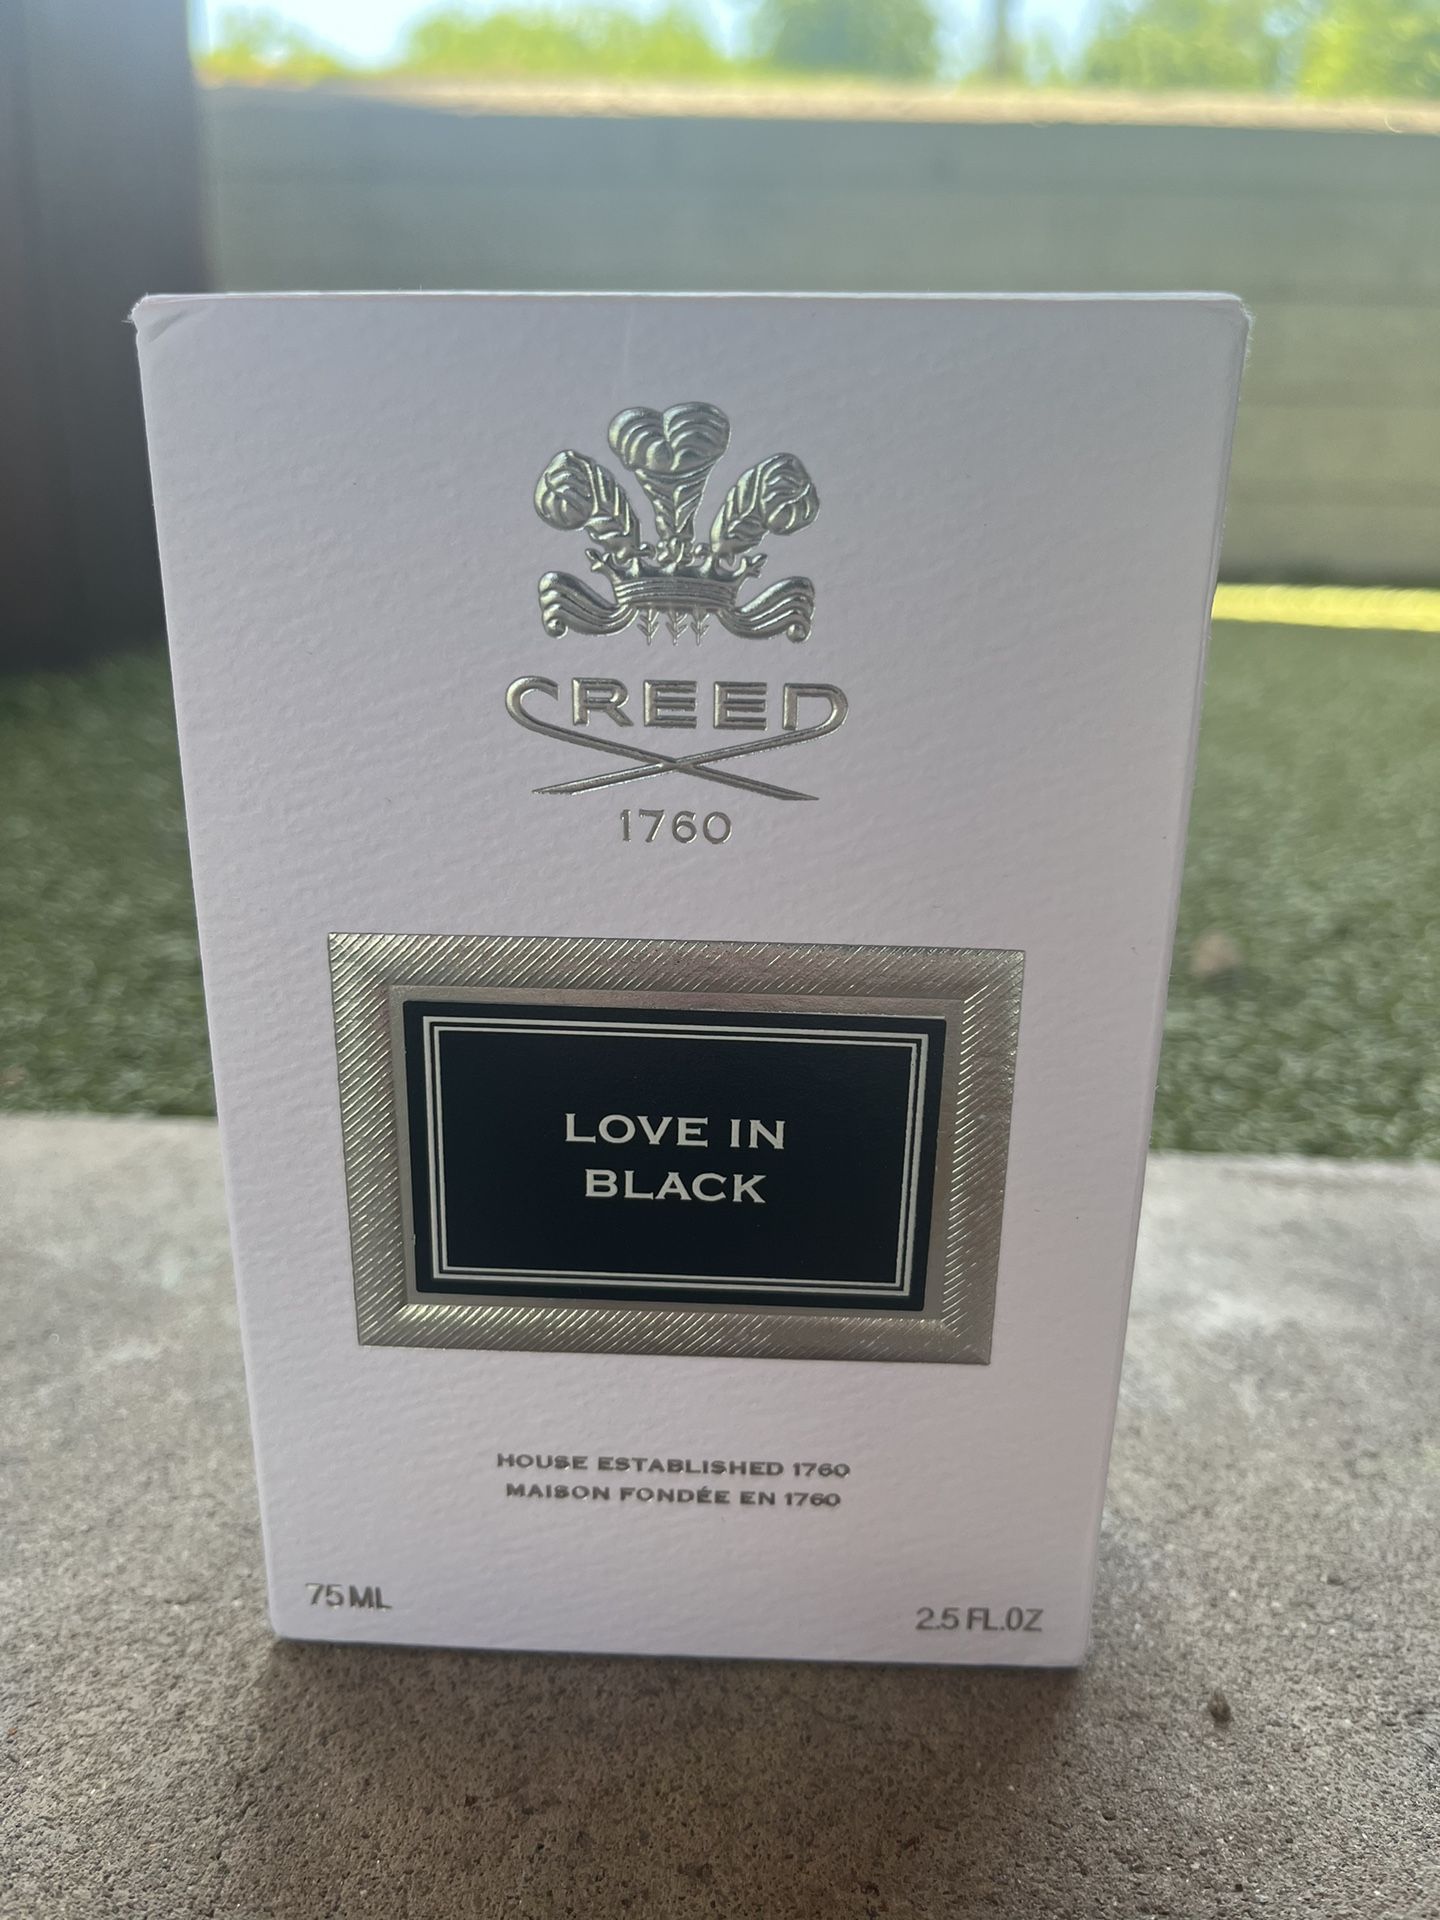 CREED
1760
LOVE IN
BLACK
HOUSE ESTABLISHED 1760
MAISON FONDÉE EN 1760
75 ML
2.5 FL.OZ